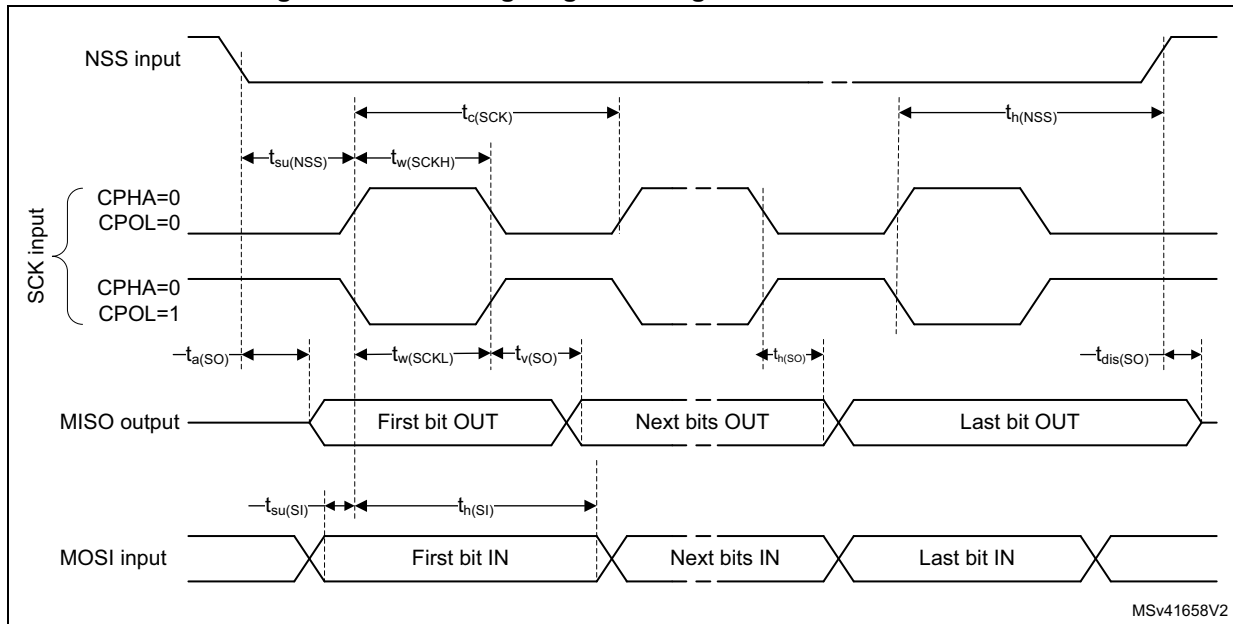 NSS input
tc(SCK)
th(NSS)
tsu(NSS)
tw(SCKH)
SCK input
CPHA=0
CPOL=0
CPHA=0
CPOL=1
ta(SO)
tw(SCKL)
tv(SO)
th(SO)
tdis(SO)
MISO output
First bit OUT
Next bits OUT
Last bit OUT
tsu(SI)
th(SI)
MOSI input
First bit IN
Next bits IN
Last bit IN
MSv41658V2